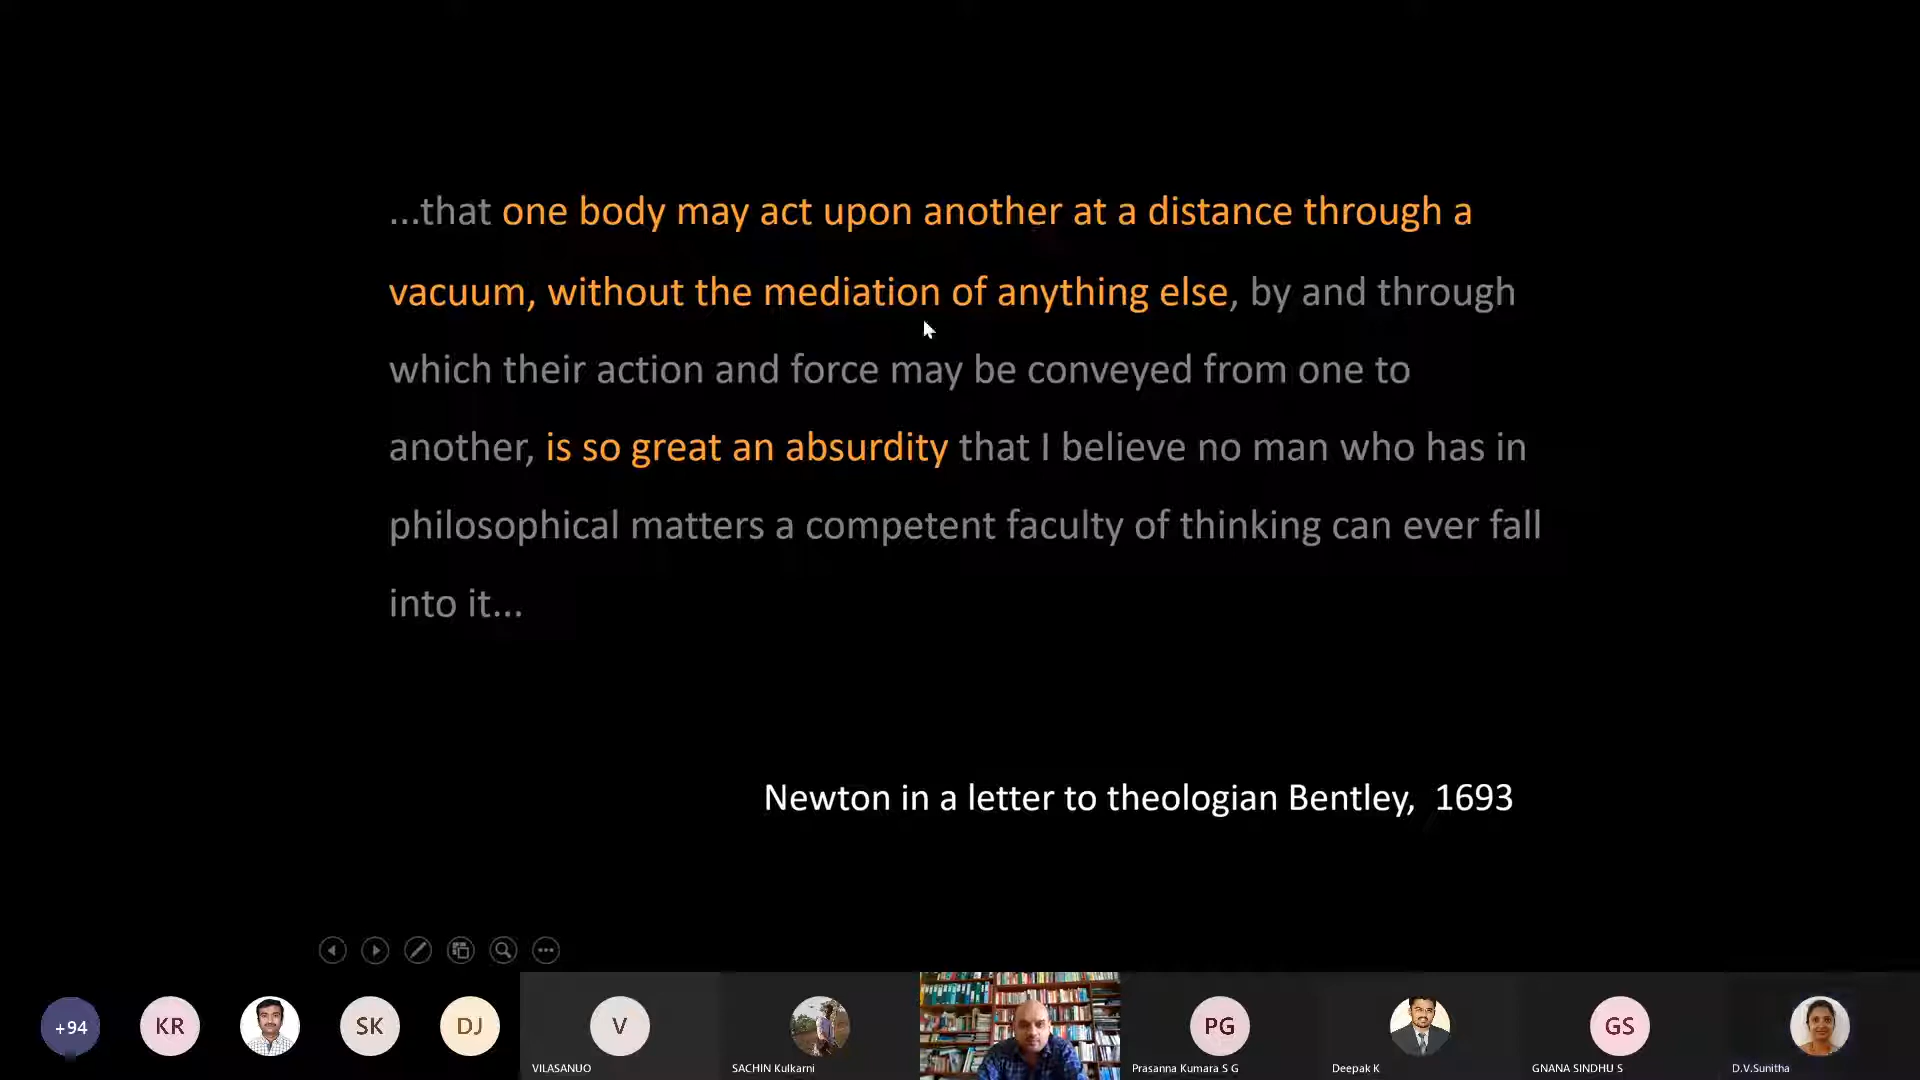 ...that one body may act upon another at a distance through a
vacuum, without the mediation of anything else, by and through
which their action and force may be conveyed from one to
another, is so great an absurdity that I believe no man who has in
philosophical matters a competent faculty of thinking can ever fall
into it...
Newton in a letter to theologian Bentley, 1693
+94
KR
SK
DJ
V
PG
GS
VILASANUO
SACHIN Kulkarni
Prasanna Kumara S G
Deepak K
GNANA SINDHU S
D.V.Sunitha